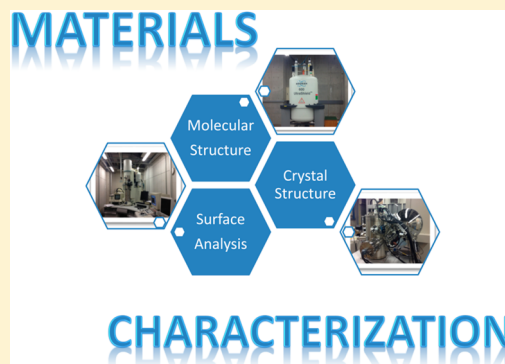 MATERIALS
Molecular
Structure
Crystal
Structure
Surface
Analysis
CHARACTERIZATION